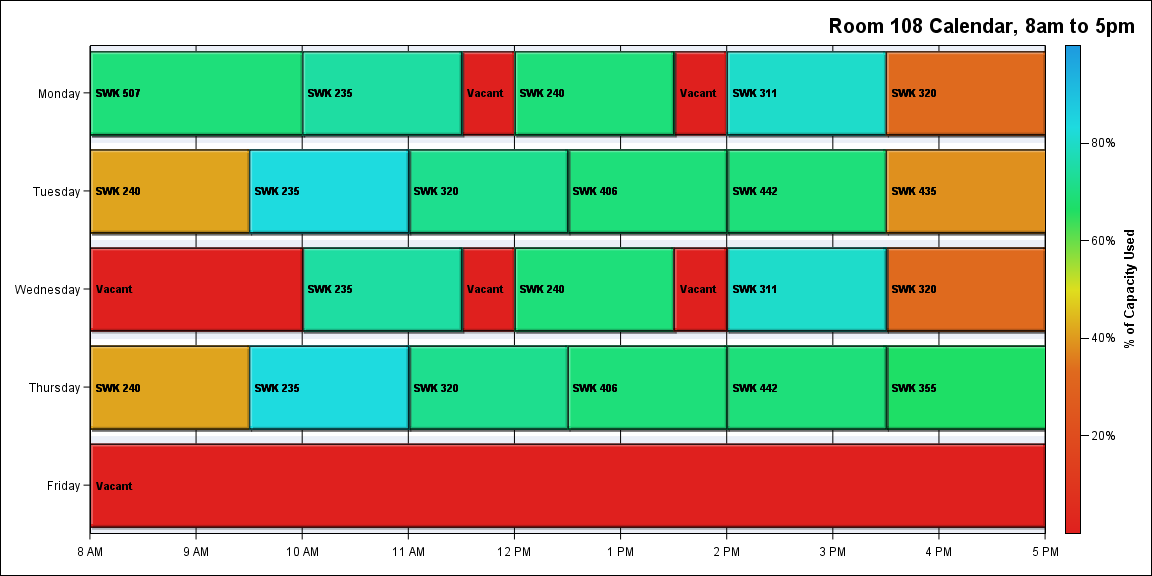 Room 108 Calendar, 8am to 5pm
Monday
SWK 507
SWK 235
Vacant
SWK 240
Vacant
SWK 311
SWK 320
Tuesday
SWK 240
SWK 235
SWK 320
SWK 406
SWK 442
SWK 435
Wednesday
Vacant
SWK 235
Vacant
SWK 240
Vacant
SWK 311
SWK 320
Thursday
SWK 240
SWK 235
SWK 320
SWK 406
SWK 442
SWK 355
Friday
Vacant
8 AM
9 AM
10 AM
11 AM
12 PM
1 PM
2 PM
3 PM
4 PM
5 PM
80%
60%
40%
20%
% of Capacity Used